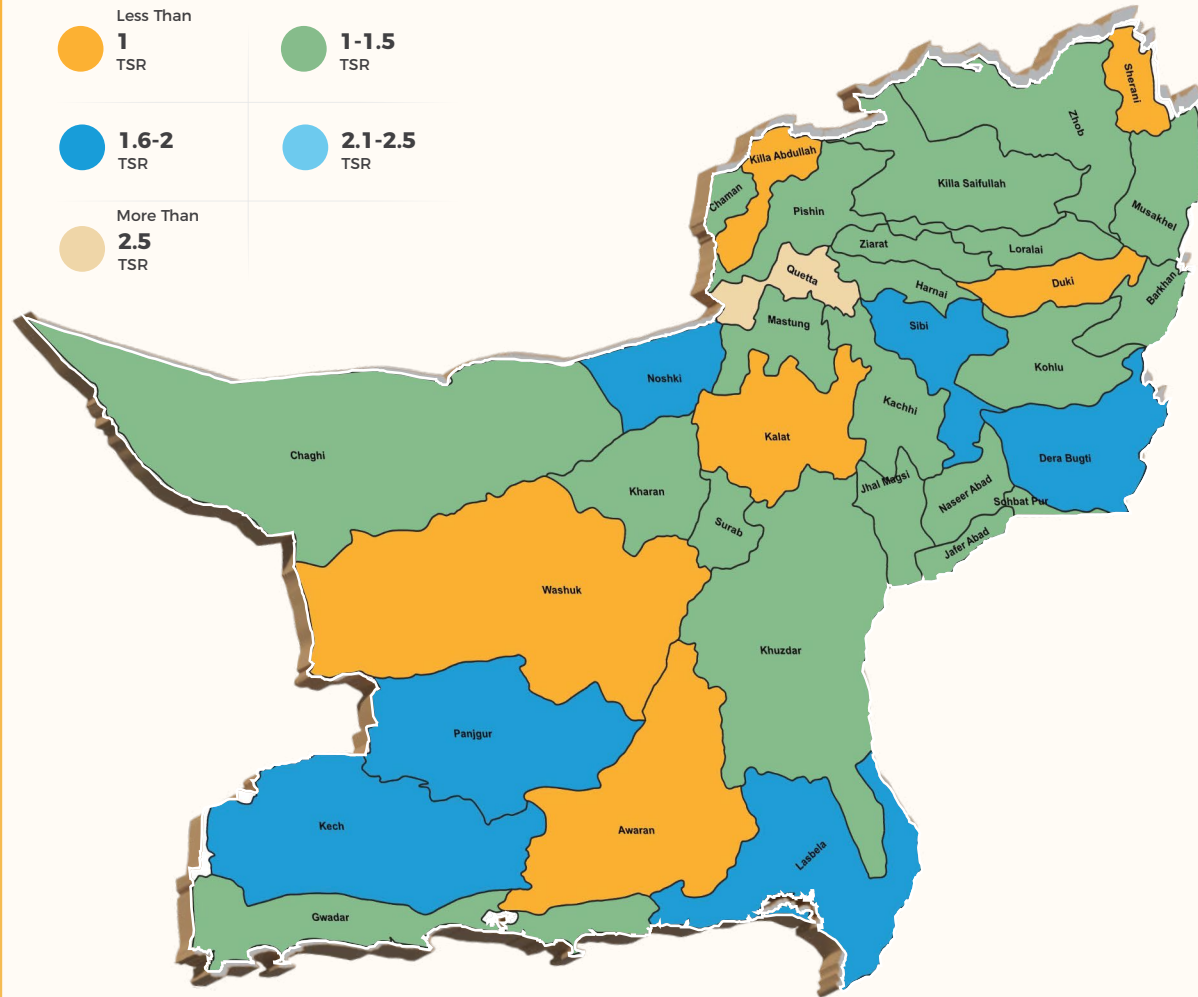 Less Than
1
TSR
1-1.5
TSR
1.6-2
TSR
2.1-2.5
TSR
More Than
2.5
TSR
Sherani
Zhob
Killa Abdullah
Killa Saifullah
Chaman
Pishin
Musakhel
Ziarat
Loralai
Quetta
Harnai
Duki
Barkhan
Mastung
Sibi
Noshki
Kohlu
Kachhi
Kalat
Chaghi
Dera Bugti
Kharan
Jhal Magsi
Naseer Abad
Sohbat Pur
Surab
Jafer Abad
Washuk
Khuzdar
Panjgur
Kech
Awaran
Lasbela
Gwadar